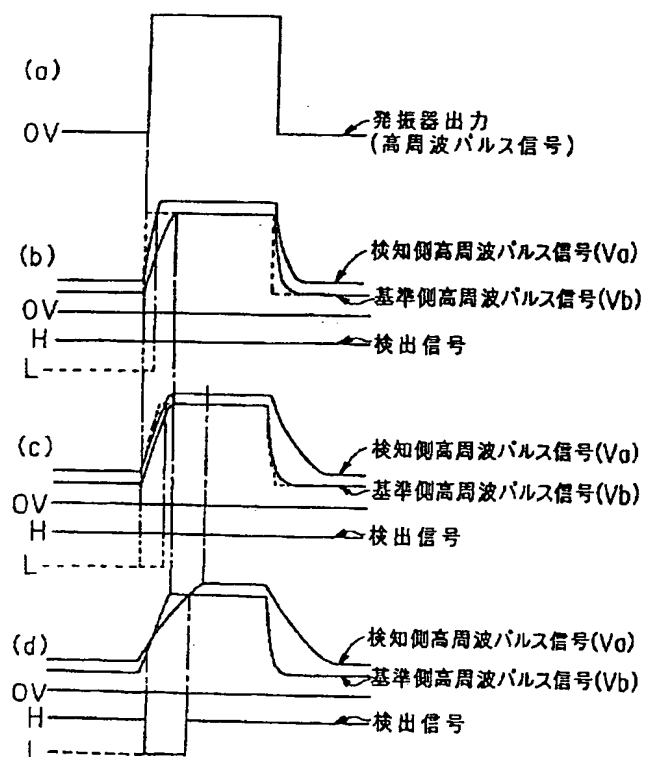 (a)
0V
発振器出力
(高周波パルス信号)
(b)
検知側高周波パルス信号(Va)
基準側高周波パルス信号(Vb)
0V
H
検出信号
L
(c)
検知側高周波パルス信号(Va)
基準側高周波パルス信号(Vb)
0V
H
検出信号
L
(d)
検知側高周波パルス信号(Va)
基準側高周波パルス信号(Vb)
0V
H
検出信号
L